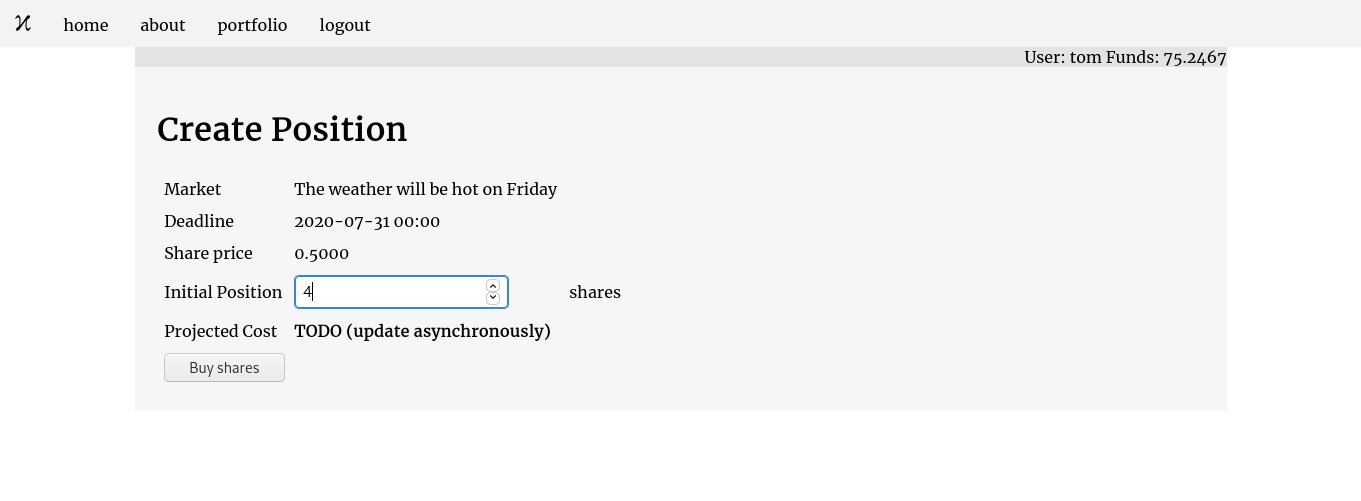 home about portfolio logout
User: tom Funds: 75.2467
Create Position
Market The weather will be hot on Friday
Deadline 2020-07-31 00:00
Share price 0.5000
Initial Position 4 shares
Projected Cost TODO (update asynchronously)
Buy shares